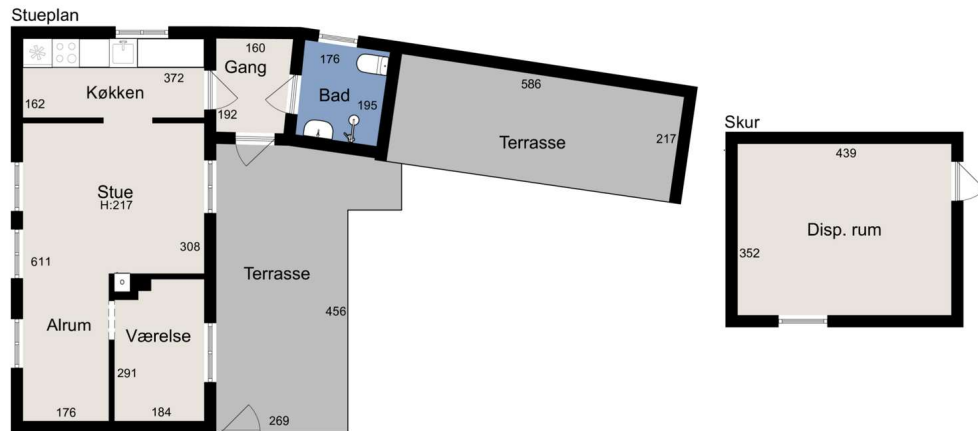 Stueplan
372
Køkken
162
160
Gang
192
176
Bad
195
586
Terrasse
217
Stue
H:217
308
611
Terrasse
456
Alrum
Værelse
291
176
184
269
Skur
439
Disp. rum
352